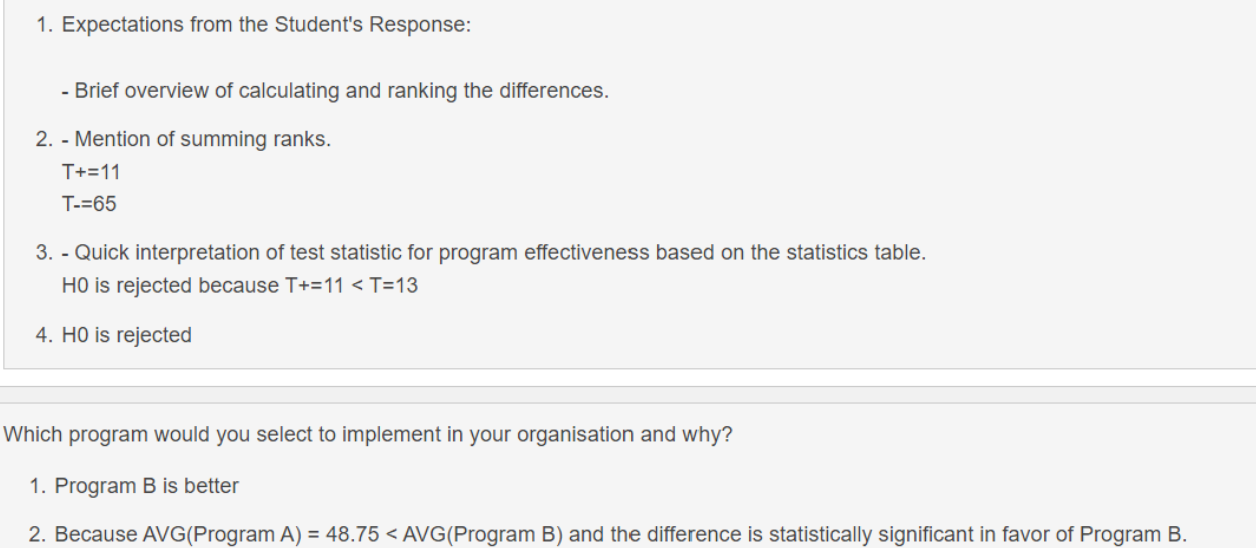 1. Expectations from the Student's Response:
- Brief overview of calculating and ranking the differences.
2. - Mention of summing ranks.
T+=11
T-=65
3. - Quick interpretation of test statistic for program effectiveness based on the statistics table.
H0 is rejected because T+=11 < T=13
4. H0 is rejected
Which program would you select to implement in your organisation and why?
1. Program B is better
2. Because AVG(Program A) = 48.75 < AVG(Program B) and the difference is statistically significant in favor of Program B.